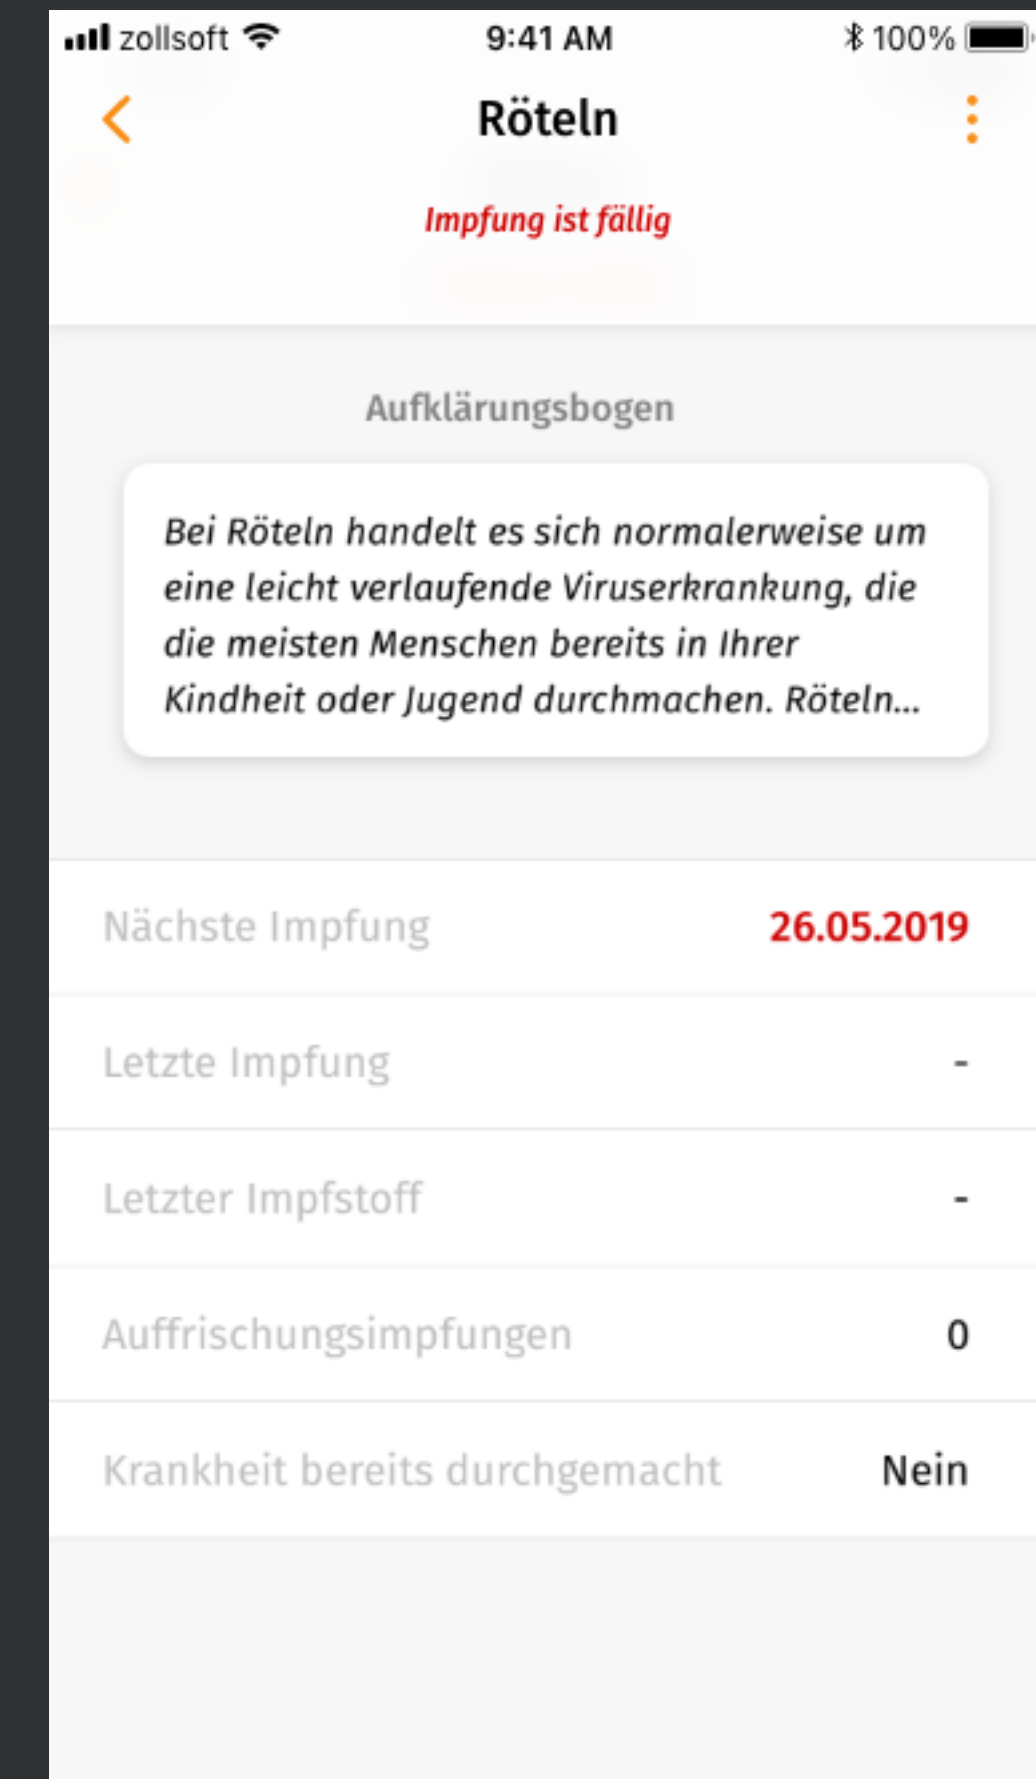 zollsoft 9:41 AM 100%
Röteln
Impfung ist fällig
Aufklärungsbogen
Bei Röteln handelt es sich normalerweise um
eine leicht verlaufende Viruserkrankung, die
die meisten Menschen bereits in Ihrer
Kindheit oder Jugend durchmachen. Röteln...
Nächste Impfung 26.05.2019
Letzte Impfung -
Letzter Impfstoff -
Auffrischungsimpfungen 0
Krankheit bereits durchgemacht Nein